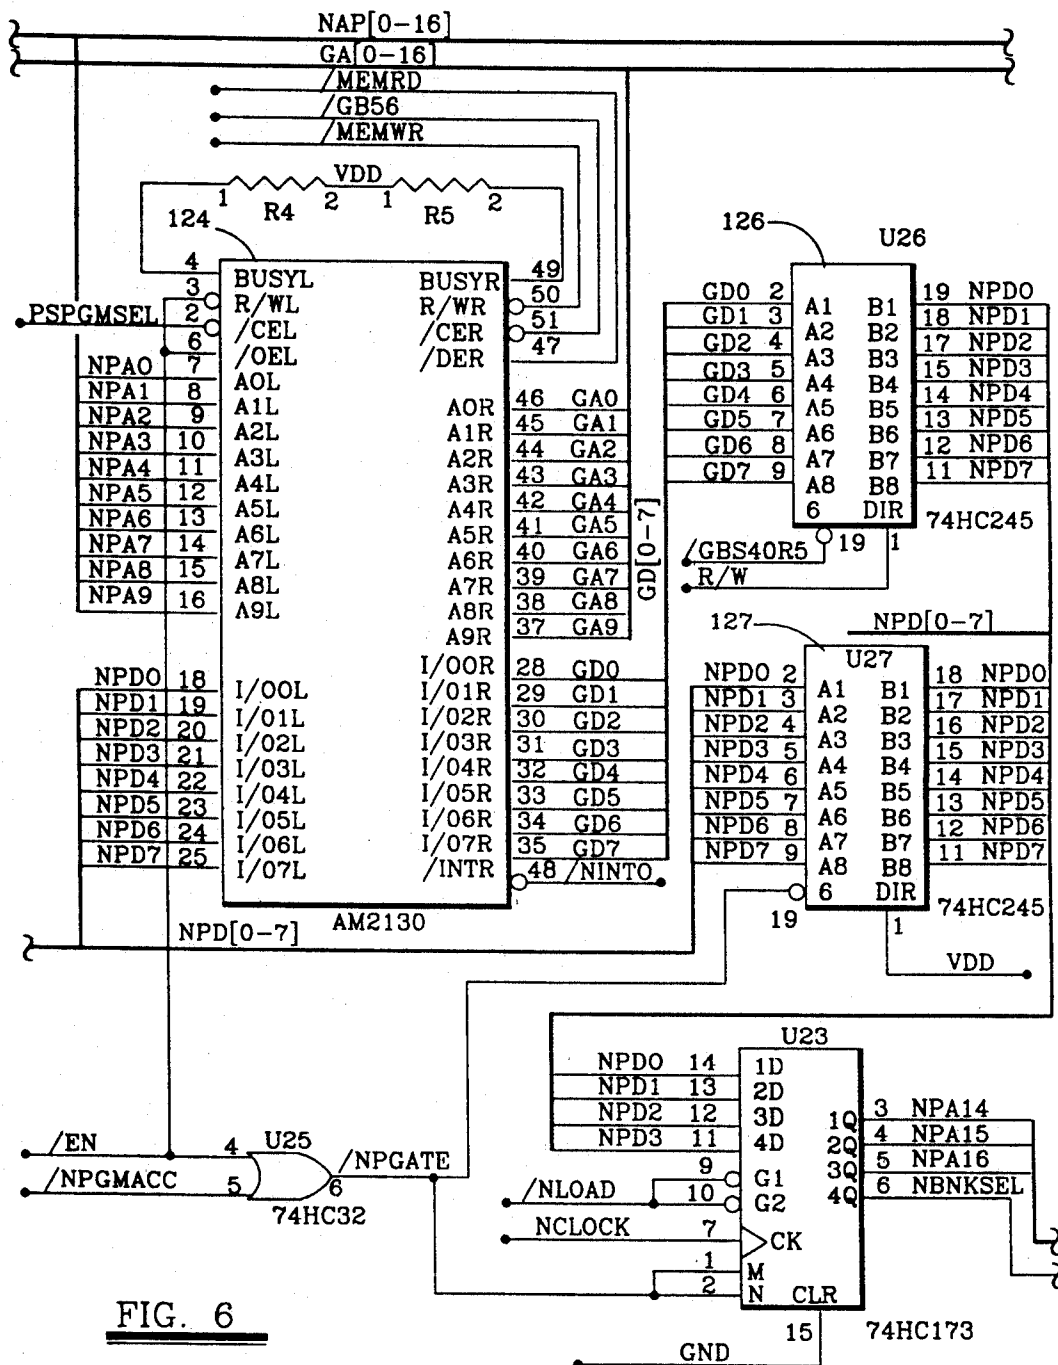 NAP[0-16]
GA[0-16]
/MEMRD
/GB56
/MEMWR
VDD
1 R4 2 1 R5 2
124
126
U26
4 BUSYL BUSYR 49
3 R/WL R/WR 50
PSPGMSEL 2 /CEL /CER 51
6 /OEL /DER 47
NPA0 7 A0L
NPA1 8 A1L A0R 46 GA0
NPA2 9 A2L A1R 45 GA1
NPA3 10 A3L A2R 44 GA2
NPA4 11 A4L A3R 43 GA3
NPA5 12 A5L A4R 42 GA4
NPA6 13 A6L A5R 41 GA5
NPA7 14 A7L A6R 40 GA6
NPA8 15 A8L A7R 39 GA7
NPA9 16 A9L A8R 38 GA8
A9R 37 GA9
NPD0 18 I/O0L I/O0R 28 GD0
NPD1 19 I/O1L I/O1R 29 GD1
NPD2 20 I/O2L I/O2R 30 GD2
NPD3 21 I/O3L I/O3R 31 GD3
NPD4 22 I/O4L I/O4R 32 GD4
NPD5 23 I/O5L I/O5R 33 GD5
NPD6 24 I/O6L I/O6R 34 GD6
NPD7 25 I/O7L I/O7R 35 GD7
/INTR 48 /NINTO
AM2130
GD[0-7]
GD0 2 A1 B1 19 NPD0
GD1 3 A2 B2 18 NPD1
GD2 4 A3 B3 17 NPD2
GD3 5 A4 B4 15 NPD3
GD4 6 A5 B5 14 NPD4
GD5 7 A6 B6 13 NPD5
GD6 8 A7 B7 12 NPD6
GD7 9 A8 B8 11 NPD7
6 DIR
74HC245
/GBS40R5 19 1
R/W
NPD[0-7]
127
U27
NPD0 2 A1 B1 18 NPD0
NPD1 3 A2 B2 17 NPD1
NPD2 4 A3 B3 16 NPD2
NPD3 5 A4 B4 15 NPD3
NPD4 6 A5 B5 14 NPD4
NPD5 7 A6 B6 13 NPD5
NPD6 8 A7 B7 12 NPD6
NPD7 9 A8 B8 11 NPD7
6 DIR
19 1
74HC245
VDD
NPD[0-7]
U23
NPD0 14 1D
NPD1 13 2D
NPD2 12 3D
NPD3 11 4D
1Q 3 NPA14
2Q 4 NPA15
3Q 5 NPA16
4Q 6 NBNKSEL
9 G1
/NLOAD 10 G2
NCLOCK 7 CK
1 M
2 N CLR
15
74HC173
GND
/EN 4 U25
/NPGMACC 5 6 /NPGATE
74HC32
FIG. 6